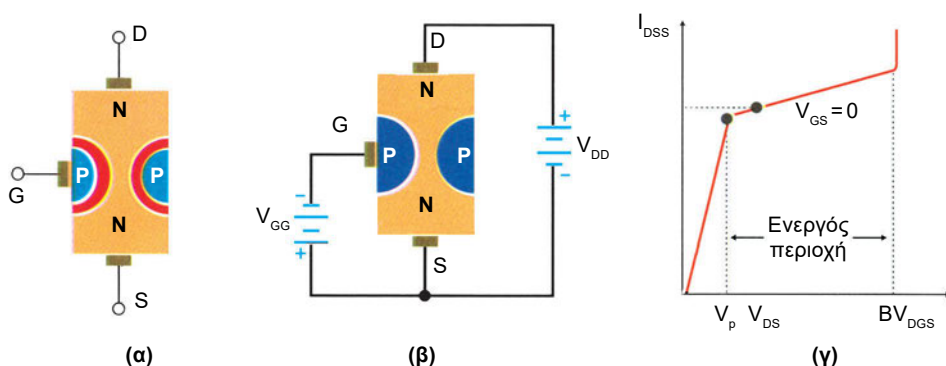 D
N
P
P
G
N
S
(α)
D
N
G
P
P
+
V_DD
-
-
V_GG
+
N
S
(β)
I_DSS
V_GS = 0
Ενεργός
περιοχή
V_p V_DS BV_DGS
(γ)